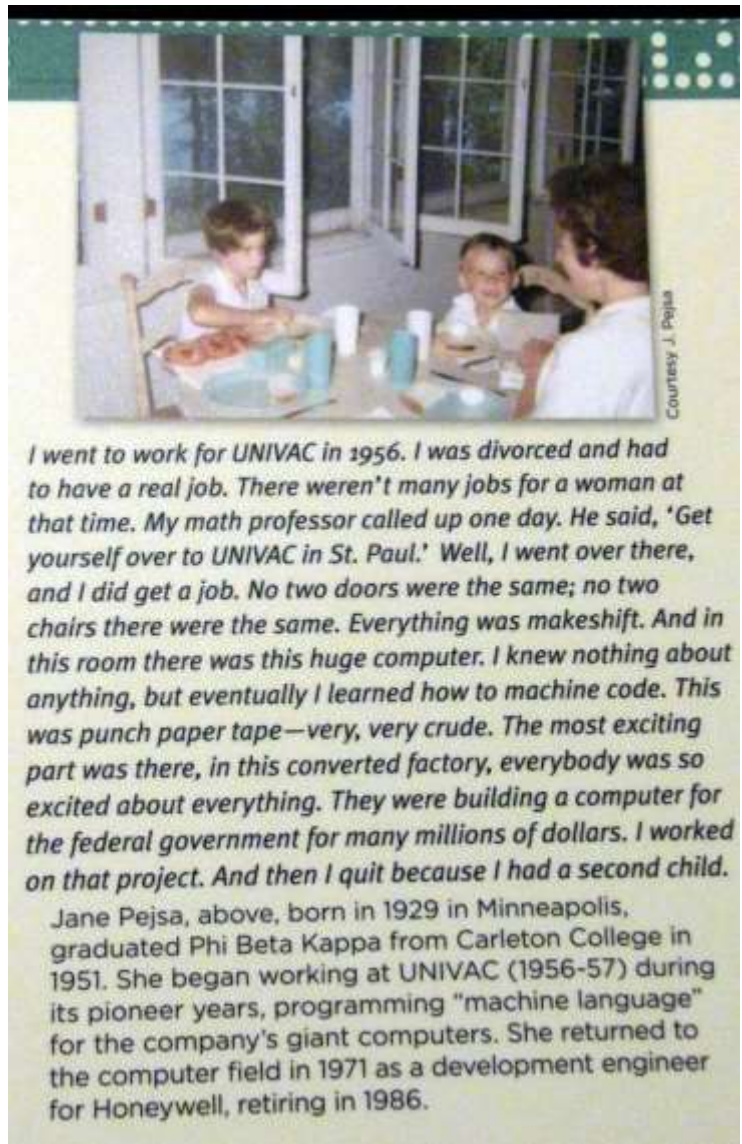 Courtesy J. Pejsa
I went to work for UNIVAC in 1956. I was divorced and had
to have a real job. There weren't many jobs for a woman at
that time. My math professor called up one day. He said, ‘Get
yourself over to UNIVAC in St. Paul.’ Well, I went over there,
and I did get a job. No two doors were the same; no two
chairs there were the same. Everything was makeshift. And in
this room there was this huge computer. I knew nothing about
anything, but eventually I learned how to machine code. This
was punch paper tape—very, very crude. The most exciting
part was there, in this converted factory, everybody was so
excited about everything. They were building a computer for
the federal government for many millions of dollars. I worked
on that project. And then I quit because I had a second child.
Jane Pejsa, above, born in 1929 in Minneapolis,
graduated Phi Beta Kappa from Carleton College in
1951. She began working at UNIVAC (1956-57) during
its pioneer years, programming "machine language"
for the company's giant computers. She returned to
the computer field in 1971 as a development engineer
for Honeywell, retiring in 1986.